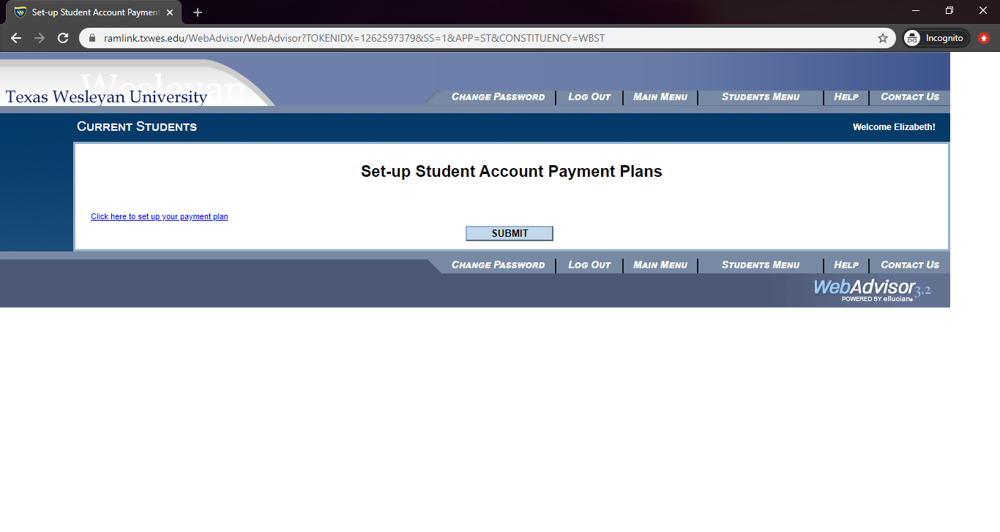 Set-up Student Account Payment
ramlink.txwes.edu/WebAdvisor/WebAdvisor?TOKENIDX=1262597379&SS=1&APP=ST&CONSTITUENCY=WBST
Incognito
Wesleyan
Texas Wesleyan University
CHANGE PASSWORD LOG OUT MAIN MENU STUDENTS MENU HELP CONTACT US
CURRENT STUDENTS
Welcome Elizabeth!
Set-up Student Account Payment Plans
Click here to set up your payment plan
SUBMIT
CHANGE PASSWORD LOG OUT MAIN MENU STUDENTS MENU HELP CONTACT US
WebAdvisor 3.2
POWERED BY ellucian®